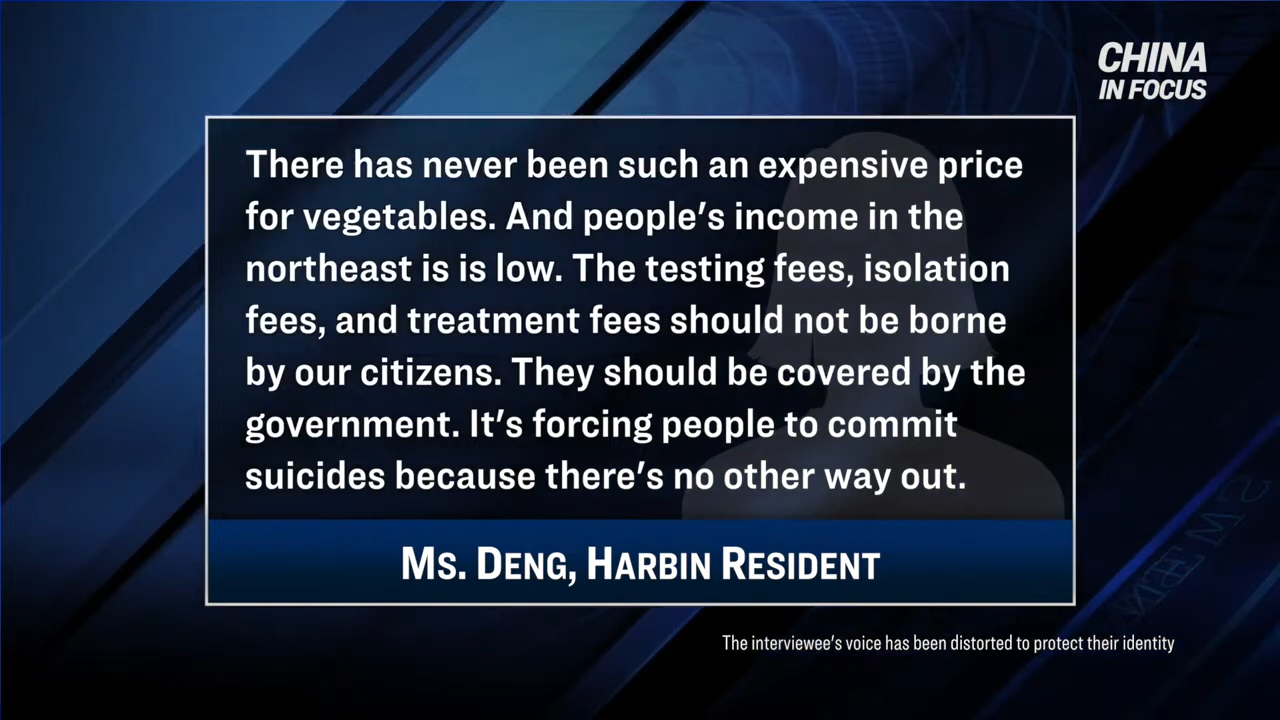 CHINA
IN FOCUS
There has never been such an expensive price
for vegetables. And people's income in the
northeast is is low. The testing fees, isolation
fees, and treatment fees should not be borne
by our citizens. They should be covered by the
government. It's forcing people to commit
suicides because there's no other way out.
MS. DENG, HARBIN RESIDENT
The interviewee's voice has been distorted to protect their identity